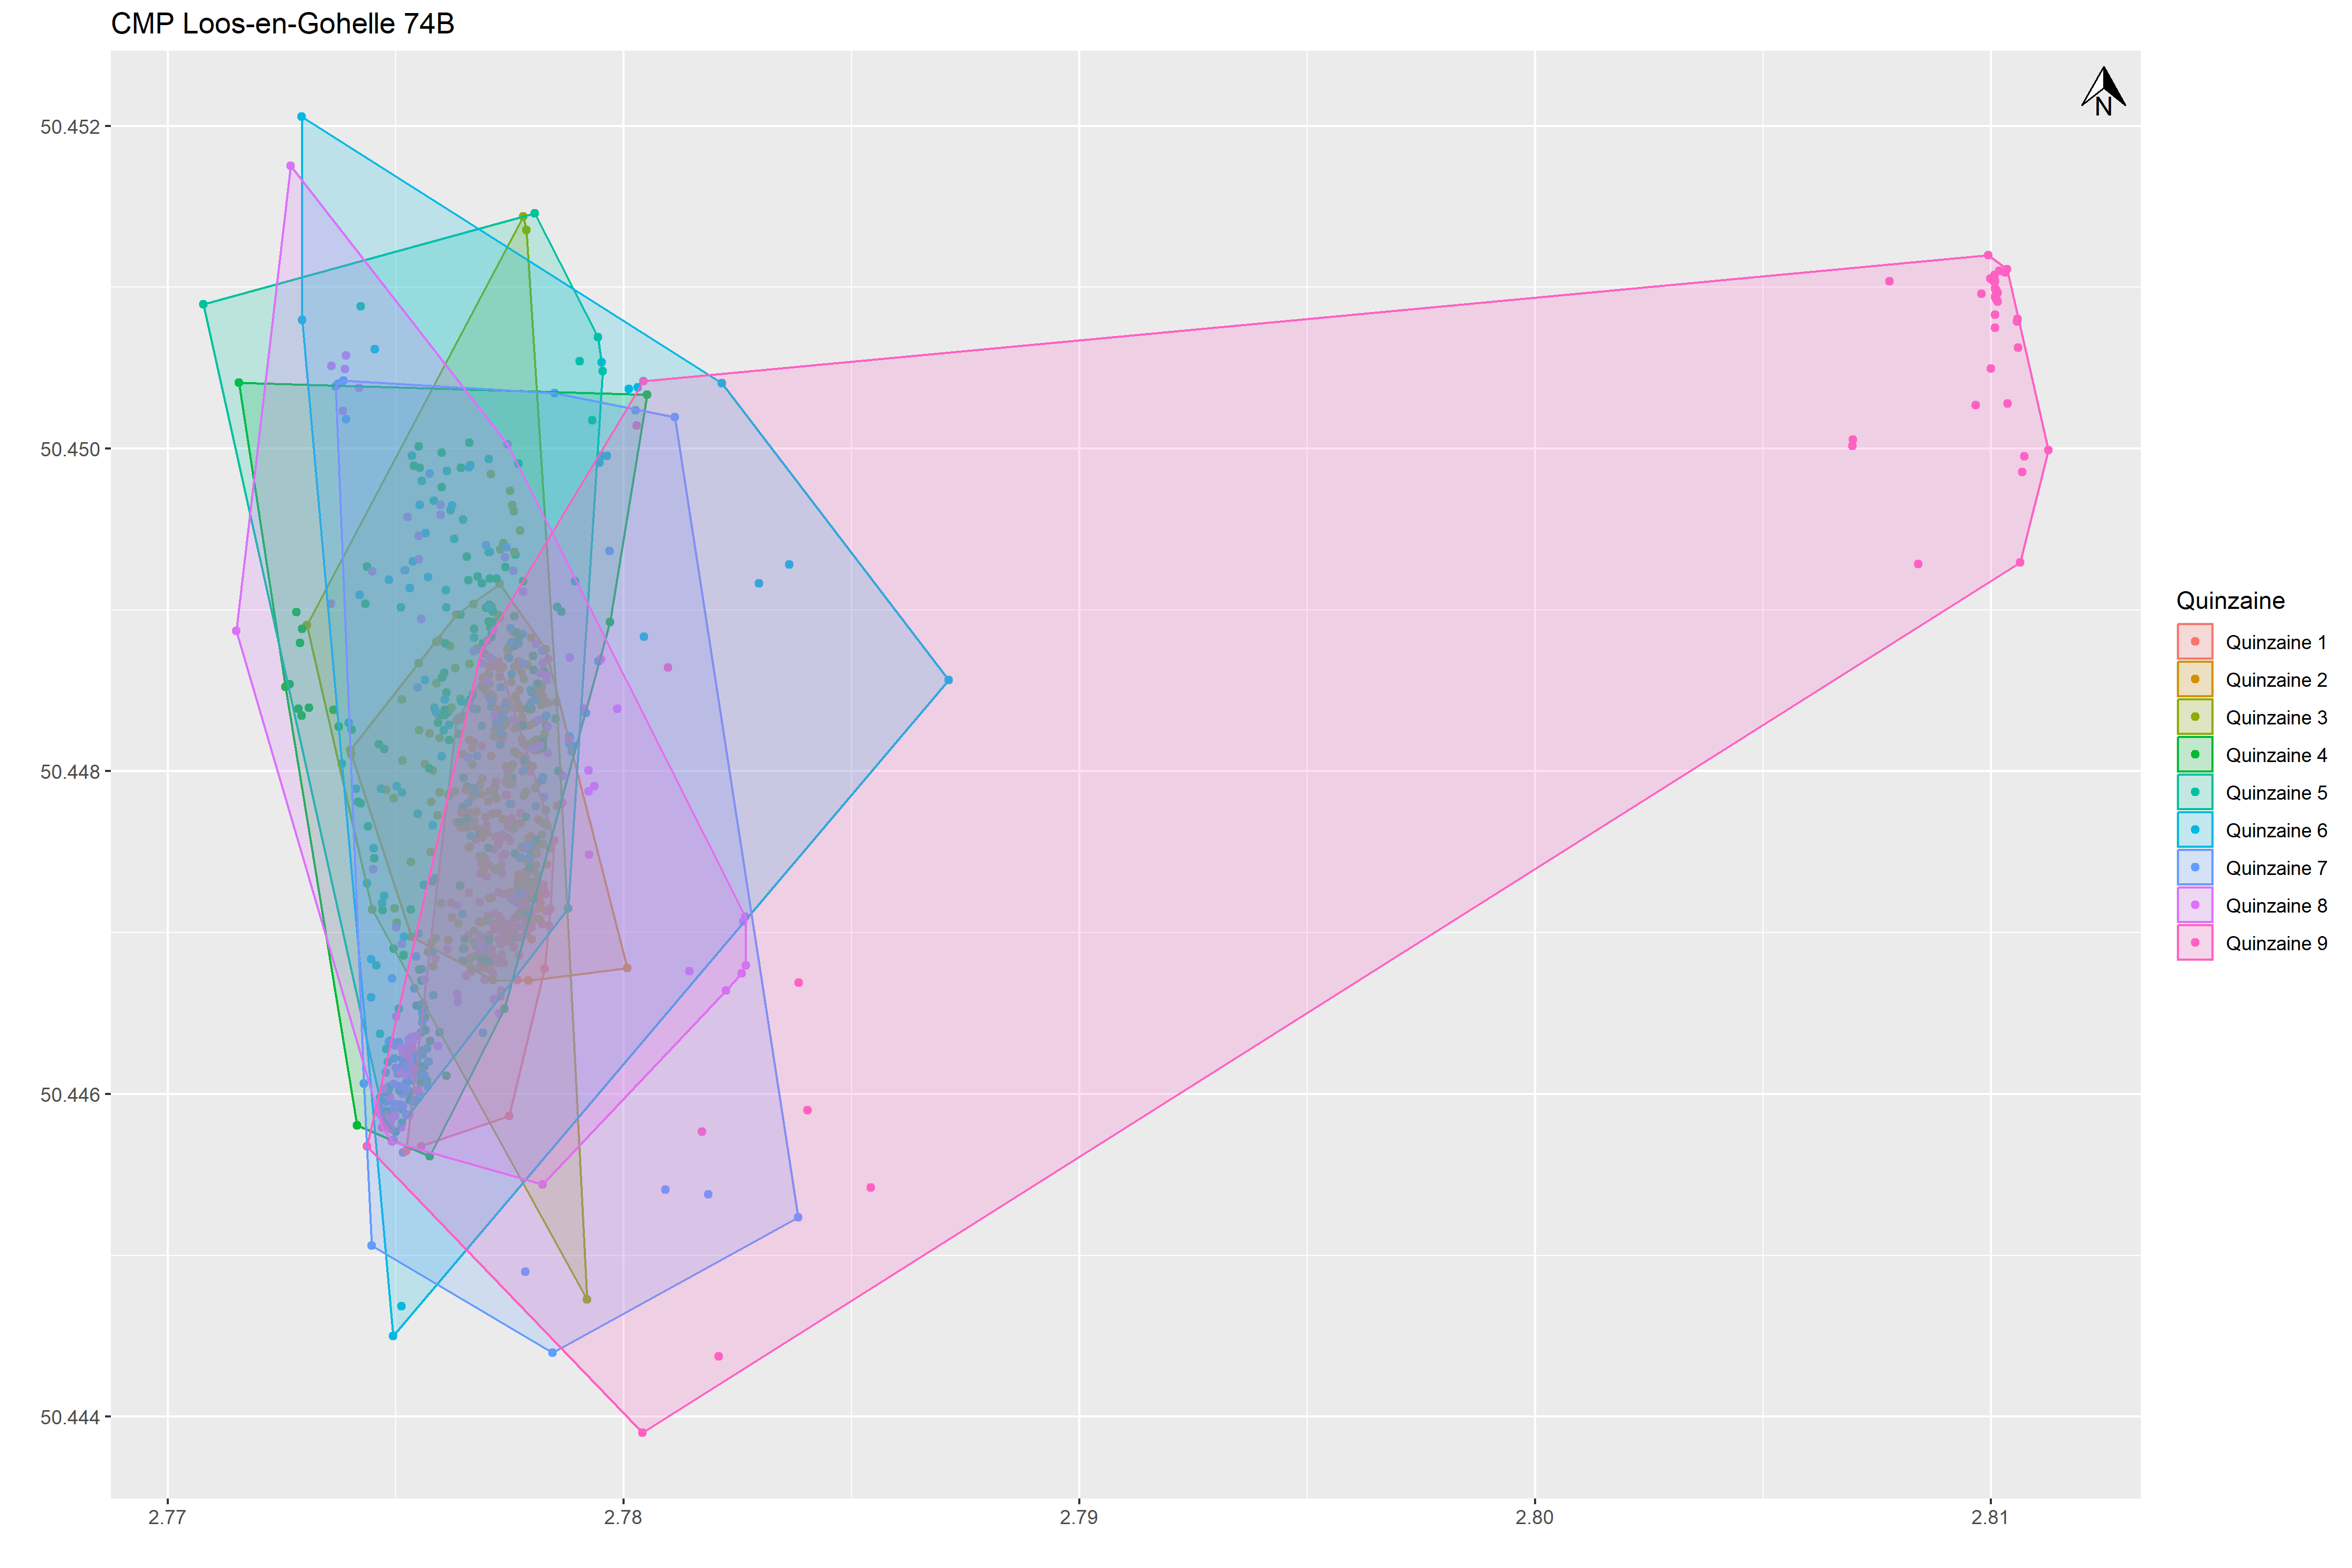 CMP Loos-en-Gohelle 74B
N
50.452
50.450
50.448
50.446
50.444
2.77
2.78
2.79
2.80
2.81
Quinzaine
Quinzaine 1
Quinzaine 2
Quinzaine 3
Quinzaine 4
Quinzaine 5
Quinzaine 6
Quinzaine 7
Quinzaine 8
Quinzaine 9